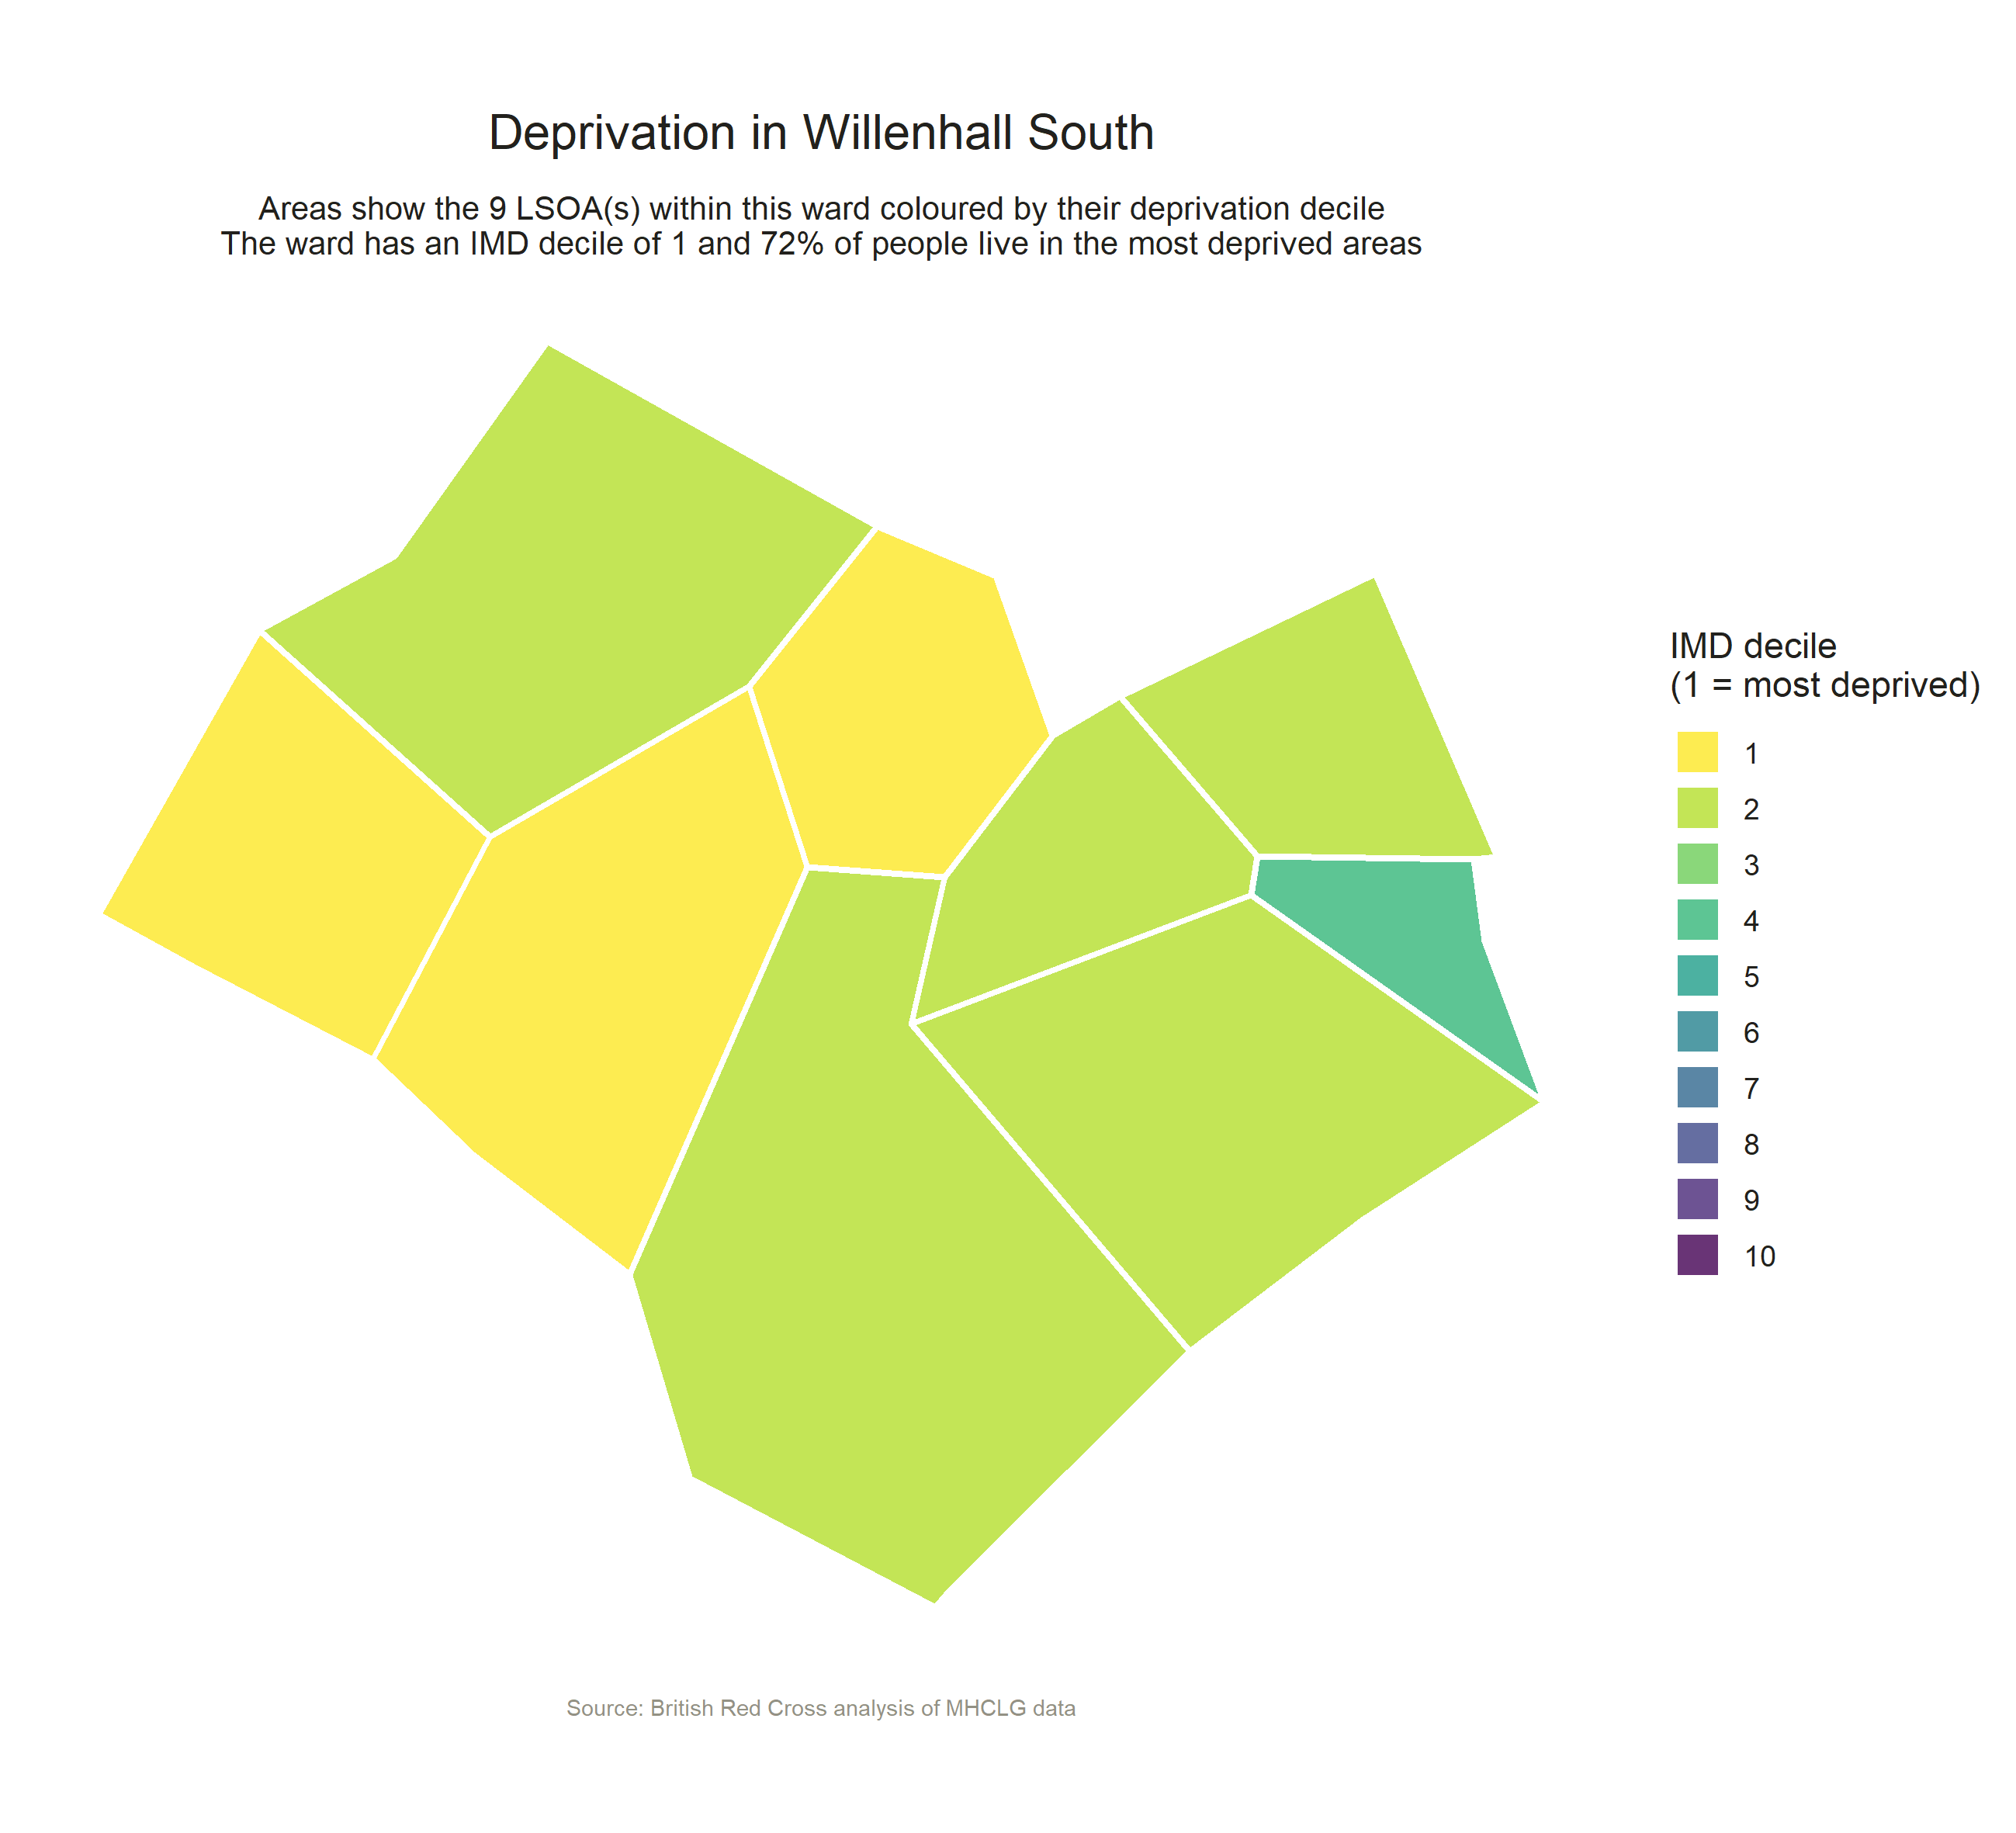 Deprivation in Willenhall South
Areas show the 9 LSOA(s) within this ward coloured by their deprivation decile
The ward has an IMD decile of 1 and 72% of people live in the most deprived areas
IMD decile
(1 = most deprived)
1
2
3
4
5
6
7
8
9
10
Source: British Red Cross analysis of MHCLG data